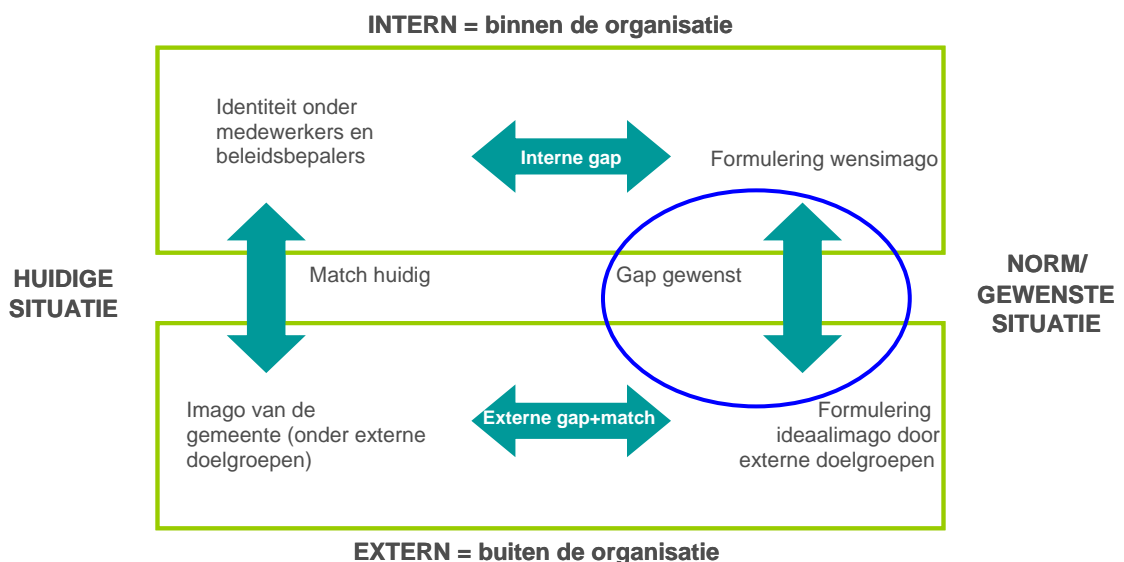 INTERN = binnen de organisatie
Identiteit onder
medewerkers en
beleidsbepalers
Interne gap
Formulering wensimago
HUIDIGE
SITUATIE
Match huidig
Gap gewenst
NORM/
GEWENSTE
SITUATIE
Imago van de
gemeente (onder externe
doelgroepen)
Externe gap+match
Formulering
ideaalimago door
externe doelgroepen
EXTERN = buiten de organisatie